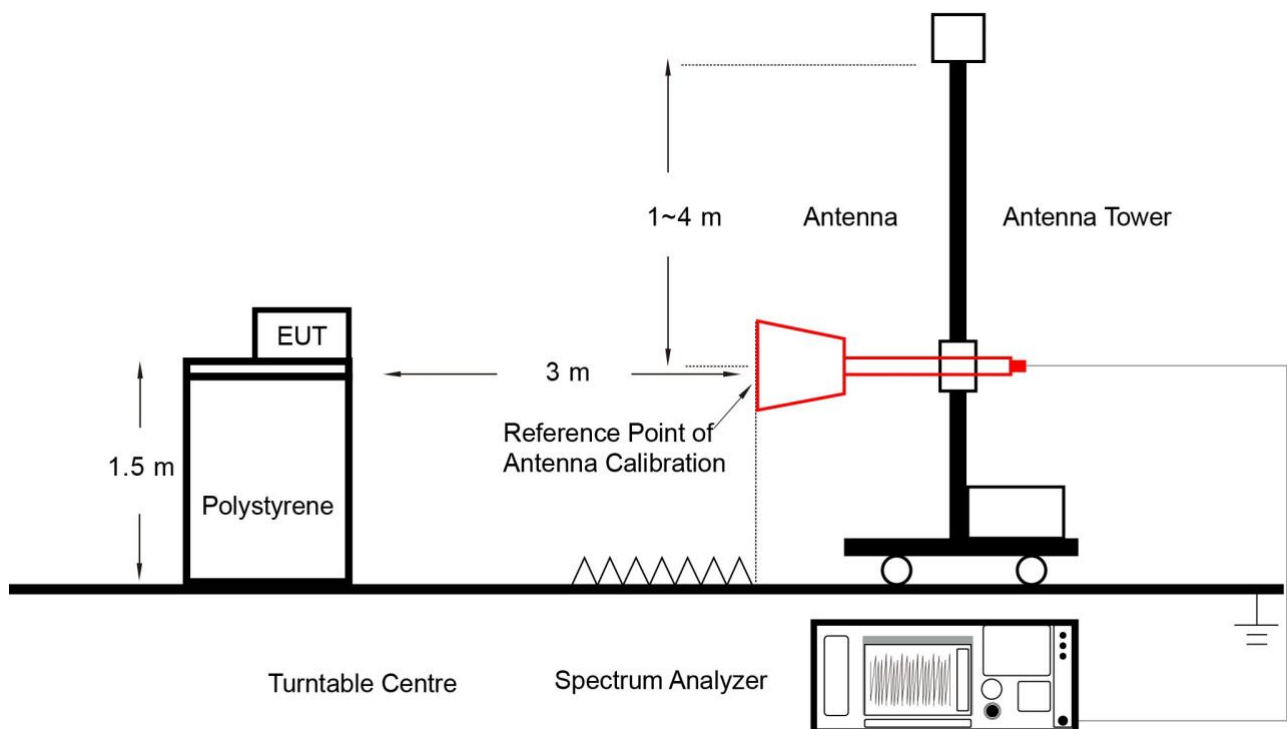 1~4 m
Antenna
Antenna Tower
EUT
3 m
Reference Point of
Antenna Calibration
1.5 m
Polystyrene
Turntable Centre
Spectrum Analyzer